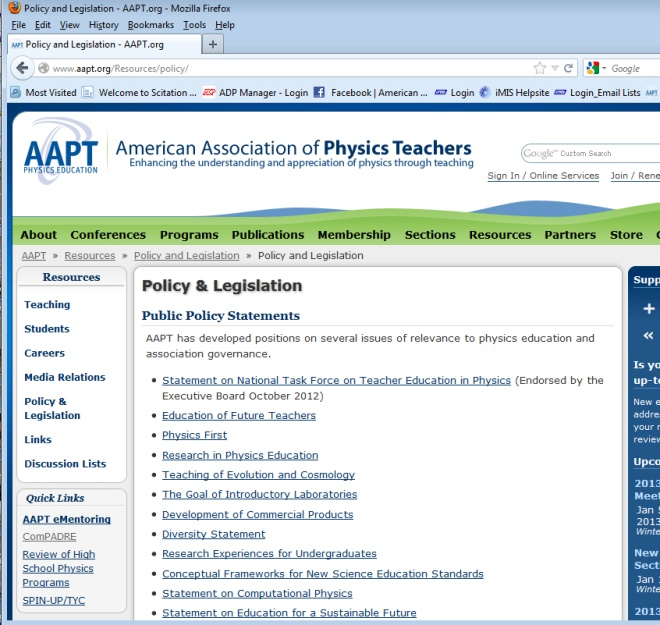 Policy and Legislation - AAPT.org - Mozilla Firefox
File Edit View History Bookmarks Tools Help
AAPT Policy and Legislation - AAPT.org +
www.aapt.org/Resources/policy/
Google
Most Visited Welcome to Scitation ... ADP Manager - Login Facebook | American ... Login iMIS Helpsite Login_Email Lists AAPT
AAPT
PHYSICS EDUCATION
American Association of Physics Teachers
Enhancing the understanding and appreciation of physics through teaching
Google™ Custom Search
Sign In / Online Services Join / Rene
About Conferences Programs Publications Membership Sections Resources Partners Store
AAPT » Resources » Policy and Legislation » Policy and Legislation
Resources
Teaching
Students
Careers
Media Relations
Policy &
Legislation
Links
Discussion Lists
Quick Links
AAPT eMentoring
ComPADRE
Review of High
School Physics
Programs
SPIN-UP/TYC
Policy & Legislation
Public Policy Statements
AAPT has developed positions on several issues of relevance to physics education and
association governance.
• Statement on National Task Force on Teacher Education in Physics (Endorsed by the
Executive Board October 2012)
• Education of Future Teachers
• Physics First
• Research in Physics Education
• Teaching of Evolution and Cosmology
• The Goal of Introductory Laboratories
• Development of Commercial Products
• Diversity Statement
• Research Experiences for Undergraduates
• Conceptual Frameworks for New Science Education Standards
• Statement on Computational Physics
• Statement on Education for a Sustainable Future
Supp
+
«
Is yo
up-to
New e
addre
your r
review
Upco
2013
Meet
Jan 5
2013
Winte
New
Sect
Jan
Winte
2013